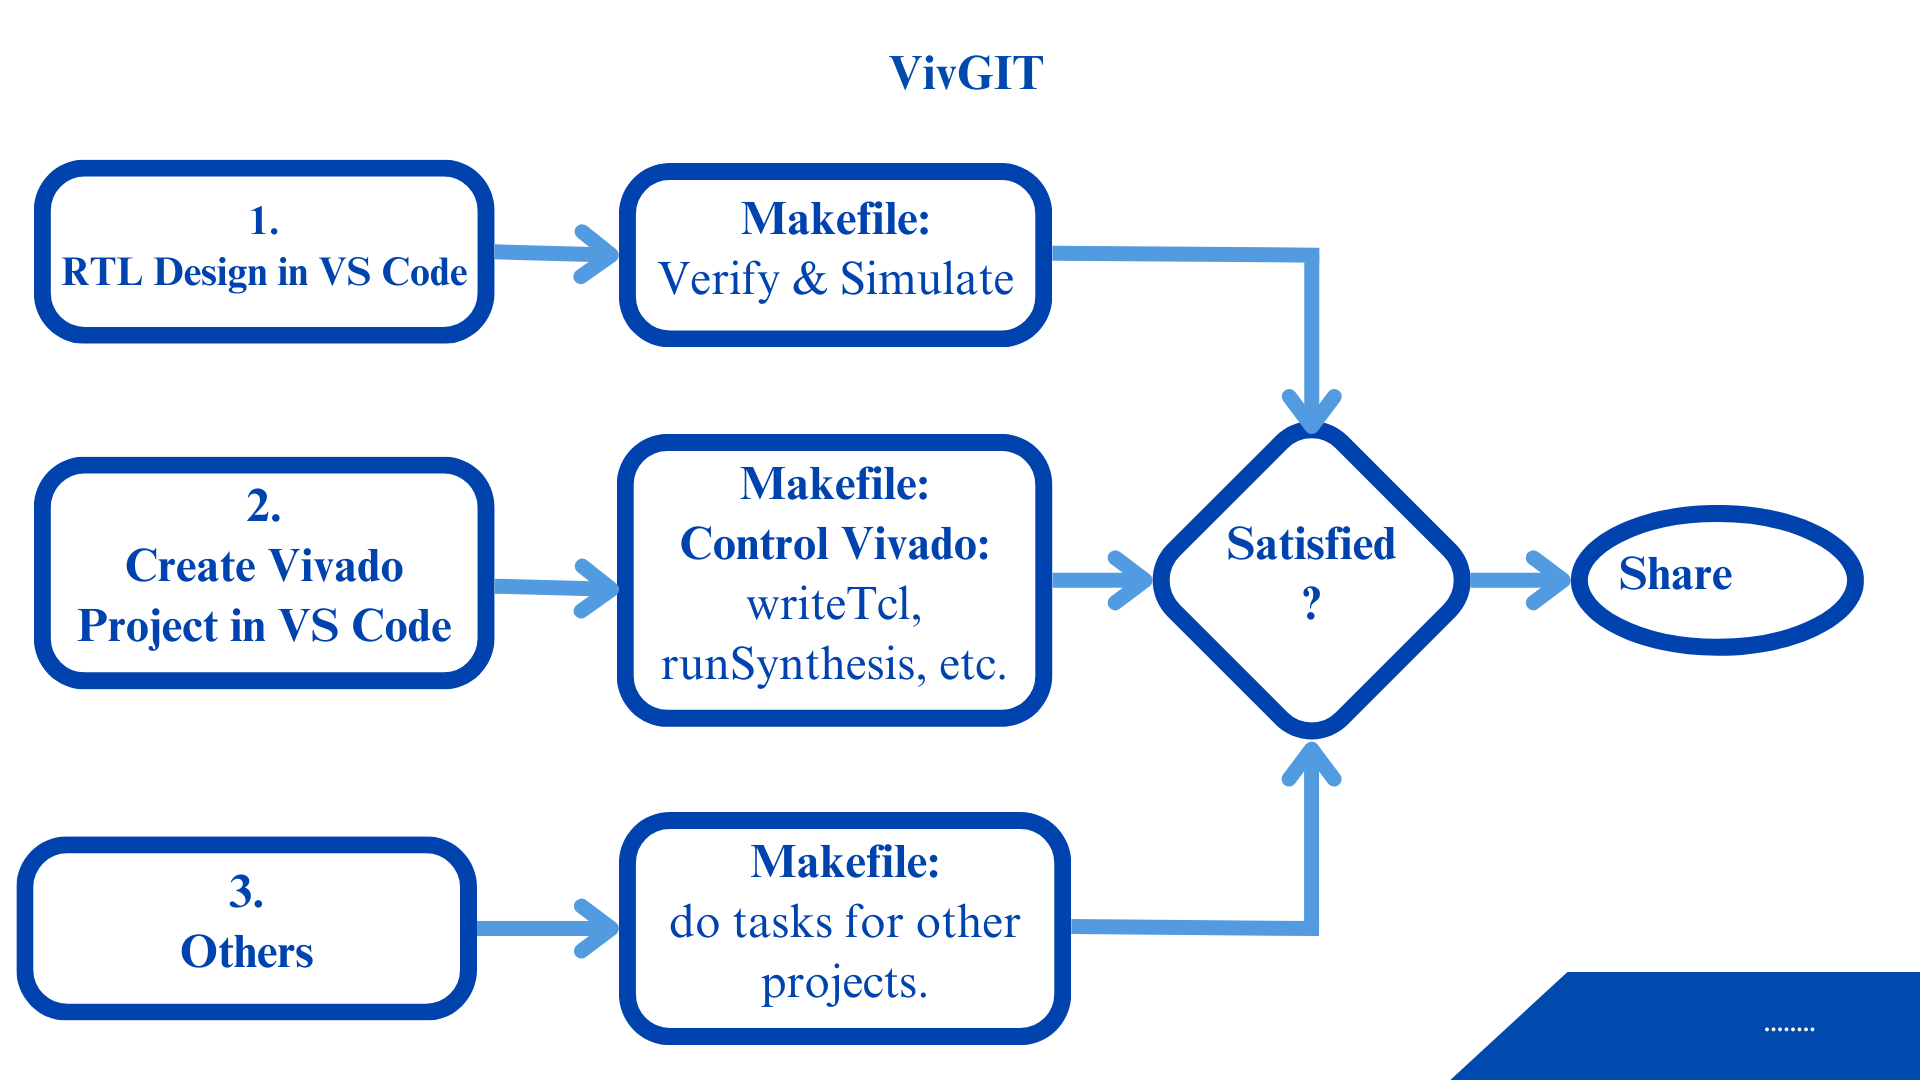 VivGIT
1.
RTL Design in VS Code
Makefile:
Verify & Simulate
2.
Create Vivado
Project in VS Code
Makefile:
Control Vivado:
writeTcl,
runSynthesis, etc.
Satisfied
?
Share
3.
Others
Makefile:
do tasks for other
projects.
........